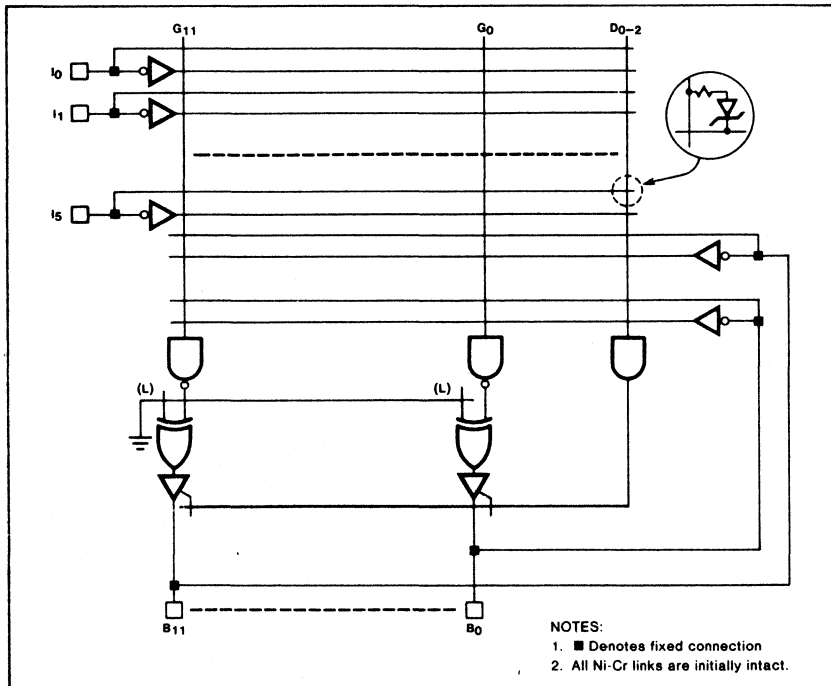 G11 G0 D0–2
I0
I1
I5
(L) (L)
B11 B0
NOTES:
1. ■ Denotes fixed connection
2. All Ni-Cr links are initially intact.